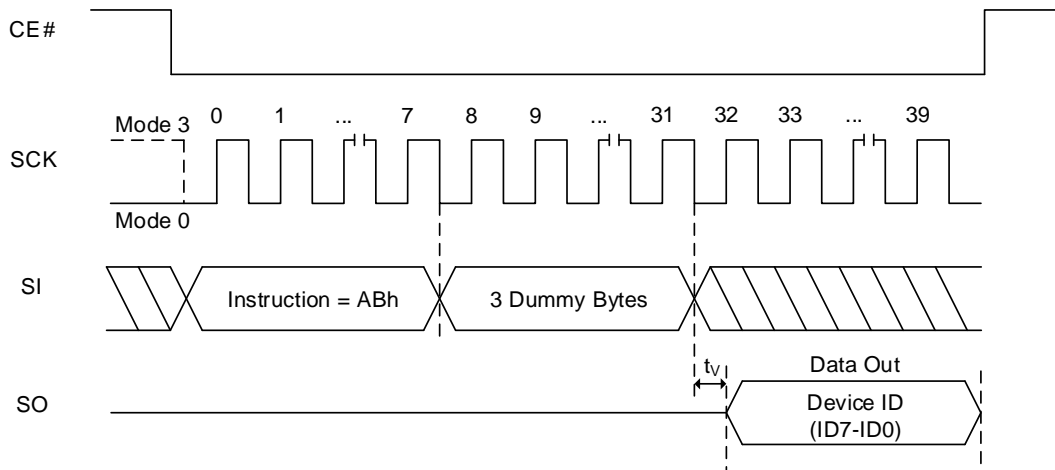 CE#
SCK
Mode 3
0 1 ... 7 8 9 ... 31 32 33 ... 39
Mode 0
SI
Instruction = ABh
3 Dummy Bytes
tV
Data Out
SO
Device ID
(ID7-ID0)